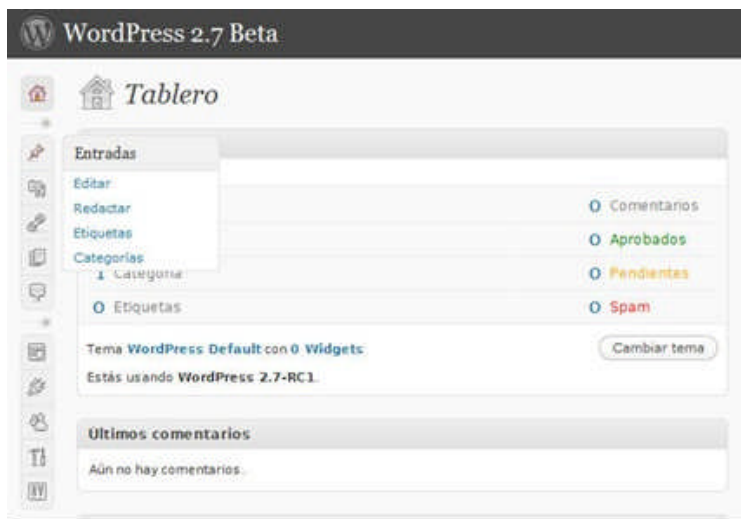 WordPress 2.7 Beta
Tablero
Entradas
Editar
Redactar
Etiquetas
Categorías
0 Comentarios
0 Aprobados
1 Categoría
0 Pendientes
0 Etiquetas
0 Spam
Tema WordPress Default con 0 Widgets
Cambiar tema
Estás usando WordPress 2.7-RC1.
Últimos comentarios
Aún no hay comentarios.